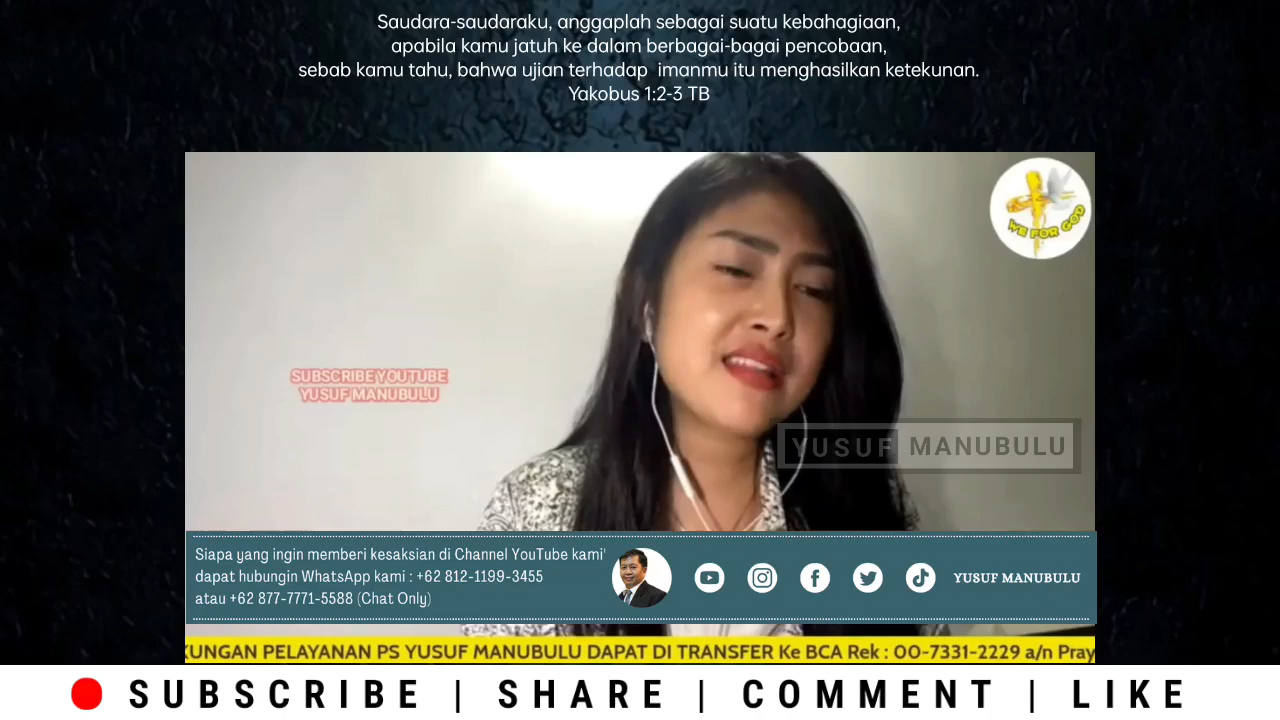 Saudara-saudaraku, anggaplah sebagai suatu kebahagiaan,
apabila kamu jatuh ke dalam berbagai-bagai pencobaan,
sebab kamu tahu, bahwa ujian terhadap  imanmu itu menghasilkan ketekunan.
Yakobus 1:2-3 TB
WE FOR GOD
SUBSCRIBE YOUTUBE
YUSUF MANUBULU
YUSUF MANUBULU
Siapa yang ingin memberi kesaksian di Channel YouTube kami'
dapat hubungin WhatsApp kami : +62 812-1199-3455
atau +62 877-7771-5588 (Chat Only)
YUSUF MANUBULU
KUNGAN PELAYANAN PS YUSUF MANUBULU DAPAT DI TRANSFER Ke BCA Rek : 00-7331-2229 a/n Pray
SUBSCRIBE | SHARE | COMMENT | LIKE